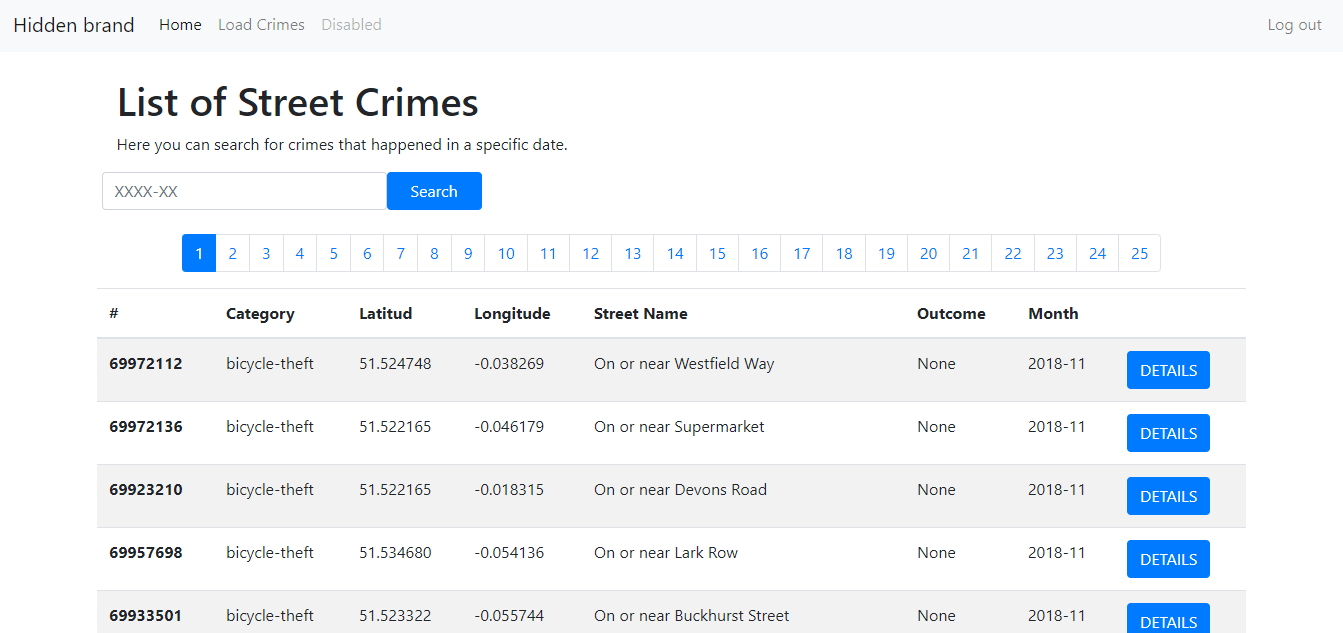 Hidden brand Home Load Crimes Disabled Log out
List of Street Crimes
Here you can search for crimes that happened in a specific date.
XXXX-XX Search
1 2 3 4 5 6 7 8 9 10 11 12 13 14 15 16 17 18 19 20 21 22 23 24 25
# Category Latitud Longitude Street Name Outcome Month
69972112 bicycle-theft 51.524748 -0.038269 On or near Westfield Way None 2018-11 DETAILS
69972136 bicycle-theft 51.522165 -0.046179 On or near Supermarket None 2018-11 DETAILS
69923210 bicycle-theft 51.522165 -0.018315 On or near Devons Road None 2018-11 DETAILS
69957698 bicycle-theft 51.534680 -0.054136 On or near Lark Row None 2018-11 DETAILS
69933501 bicycle-theft 51.523322 -0.055744 On or near Buckhurst Street None 2018-11 DETAILS